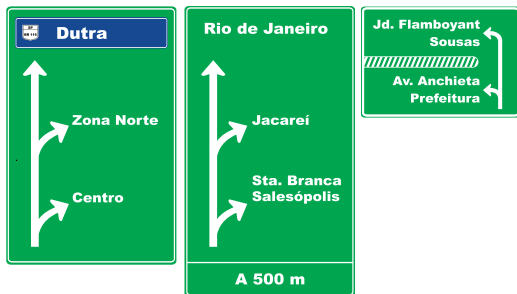 Dutra
Zona Norte
Centro
Rio de Janeiro
Jacareí
Sta. Branca
Salesópolis
A 500 m
Jd. Flamboyant
Sousas
Av. Anchieta
Prefeitura